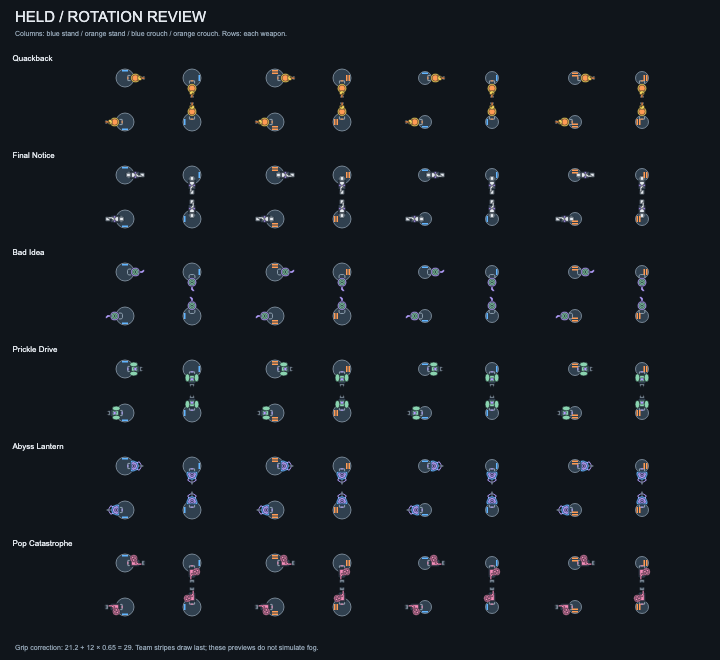 HELD / ROTATION REVIEW
Columns: blue stand / orange stand / blue crouch / orange crouch. Rows: each weapon.
Quackback
Final Notice
Bad Idea
Prickle Drive
Abyss Lantern
Pop Catastrophe
Grip correction: 21.2 + 12 × 0.65 = 29. Team stripes draw last; these previews do not simulate fog.